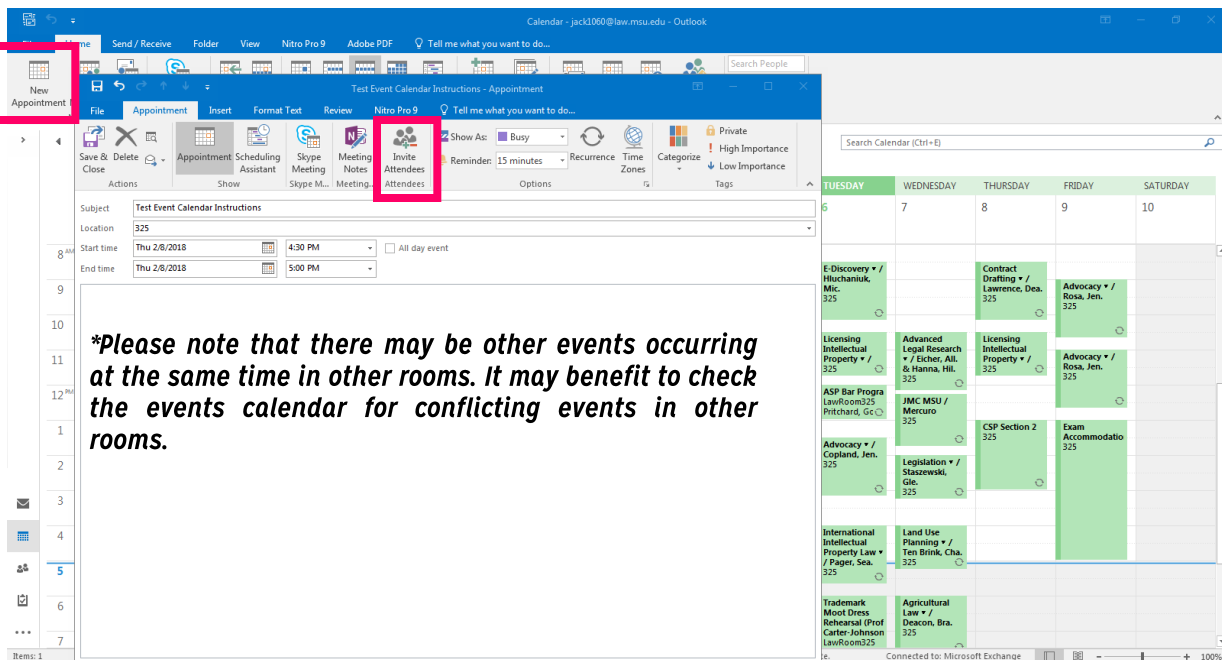 Calendar - jack1060@law.msu.edu - Outlook
Home Send / Receive Folder View Nitro Pro 9 Adobe PDF Tell me what you want to do...
New
Appointment
Search People
Test Event Calendar Instructions - Appointment
File Appointment Insert Format Text Review Nitro Pro 9 Tell me what you want to do...
Save & Close
Delete
Appointment
Scheduling Assistant
Skype Meeting
Meeting Notes
Invite Attendees
Show As: Busy
Reminder: 15 minutes
Recurrence
Time Zones
Categorize
Private
High Importance
Low Importance
Actions Show Skype M... Meeting... Attendees Options Tags
Subject Test Event Calendar Instructions
Location 325
Start time Thu 2/8/2018 4:30 PM All day event
End time Thu 2/8/2018 5:00 PM
*Please note that there may be other events occurring
at the same time in other rooms. It may benefit to check
the events calendar for conflicting events in other
rooms.
8 AM
9
10
11
12 PM
1
2
3
4
5
6
7
Search Calendar (Ctrl+E)
TUESDAY WEDNESDAY THURSDAY FRIDAY SATURDAY
6 7 8 9 10
E-Discovery ▾ /
Hluchaniuk,
Mic.
325
Licensing
Intellectual
Property ▾ /
325
ASP Bar Progra
LawRoom325
Pritchard, Gc
Advocacy ▾ /
Copland, Jen.
325
International
Intellectual
Property Law ▾
/ Pager, Sea.
325
Trademark
Moot Dress
Rehearsal (Prof
Carter-Johnson
LawRoom325
Advanced
Legal Research
▾ / Eicher, All.
& Hanna, Hil.
325
JMC MSU /
Mercuro
325
Legislation ▾ /
Staszewski,
Gle.
325
Land Use
Planning ▾ /
Ten Brink, Cha.
325
Agricultural
Law ▾ /
Deacon, Bra.
325
Contract
Drafting ▾ /
Lawrence, Dea.
325
Licensing
Intellectual
Property ▾ /
325
CSP Section 2
325
Advocacy ▾ /
Rosa, Jen.
325
Advocacy ▾ /
Rosa, Jen.
325
Exam
Accommodatio
325
Items: 1
Connected to: Microsoft Exchange
100%